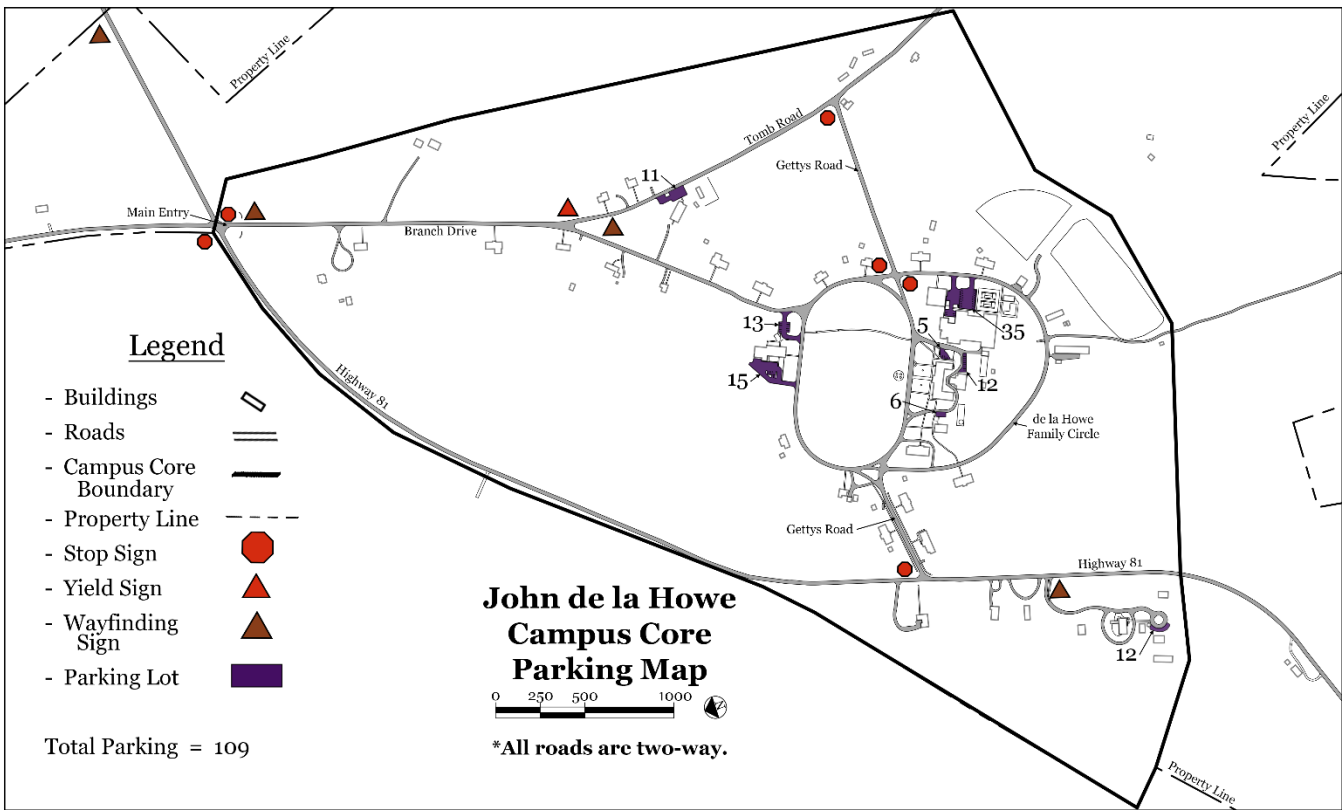 Property Line
Property Line
Tomb Road
Gettys Road
11
Main Entry
Branch Drive
13
5
35
15
12
6
de la Howe
Family Circle
Highway 81
Gettys Road
Highway 81
12
Property Line
Legend
- Buildings
- Roads
- Campus Core
Boundary
- Property Line
- Stop Sign
- Yield Sign
- Wayfinding
Sign
- Parking Lot
Total Parking = 109
John de la Howe
Campus Core
Parking Map
0 250 500 1000
N
*All roads are two-way.